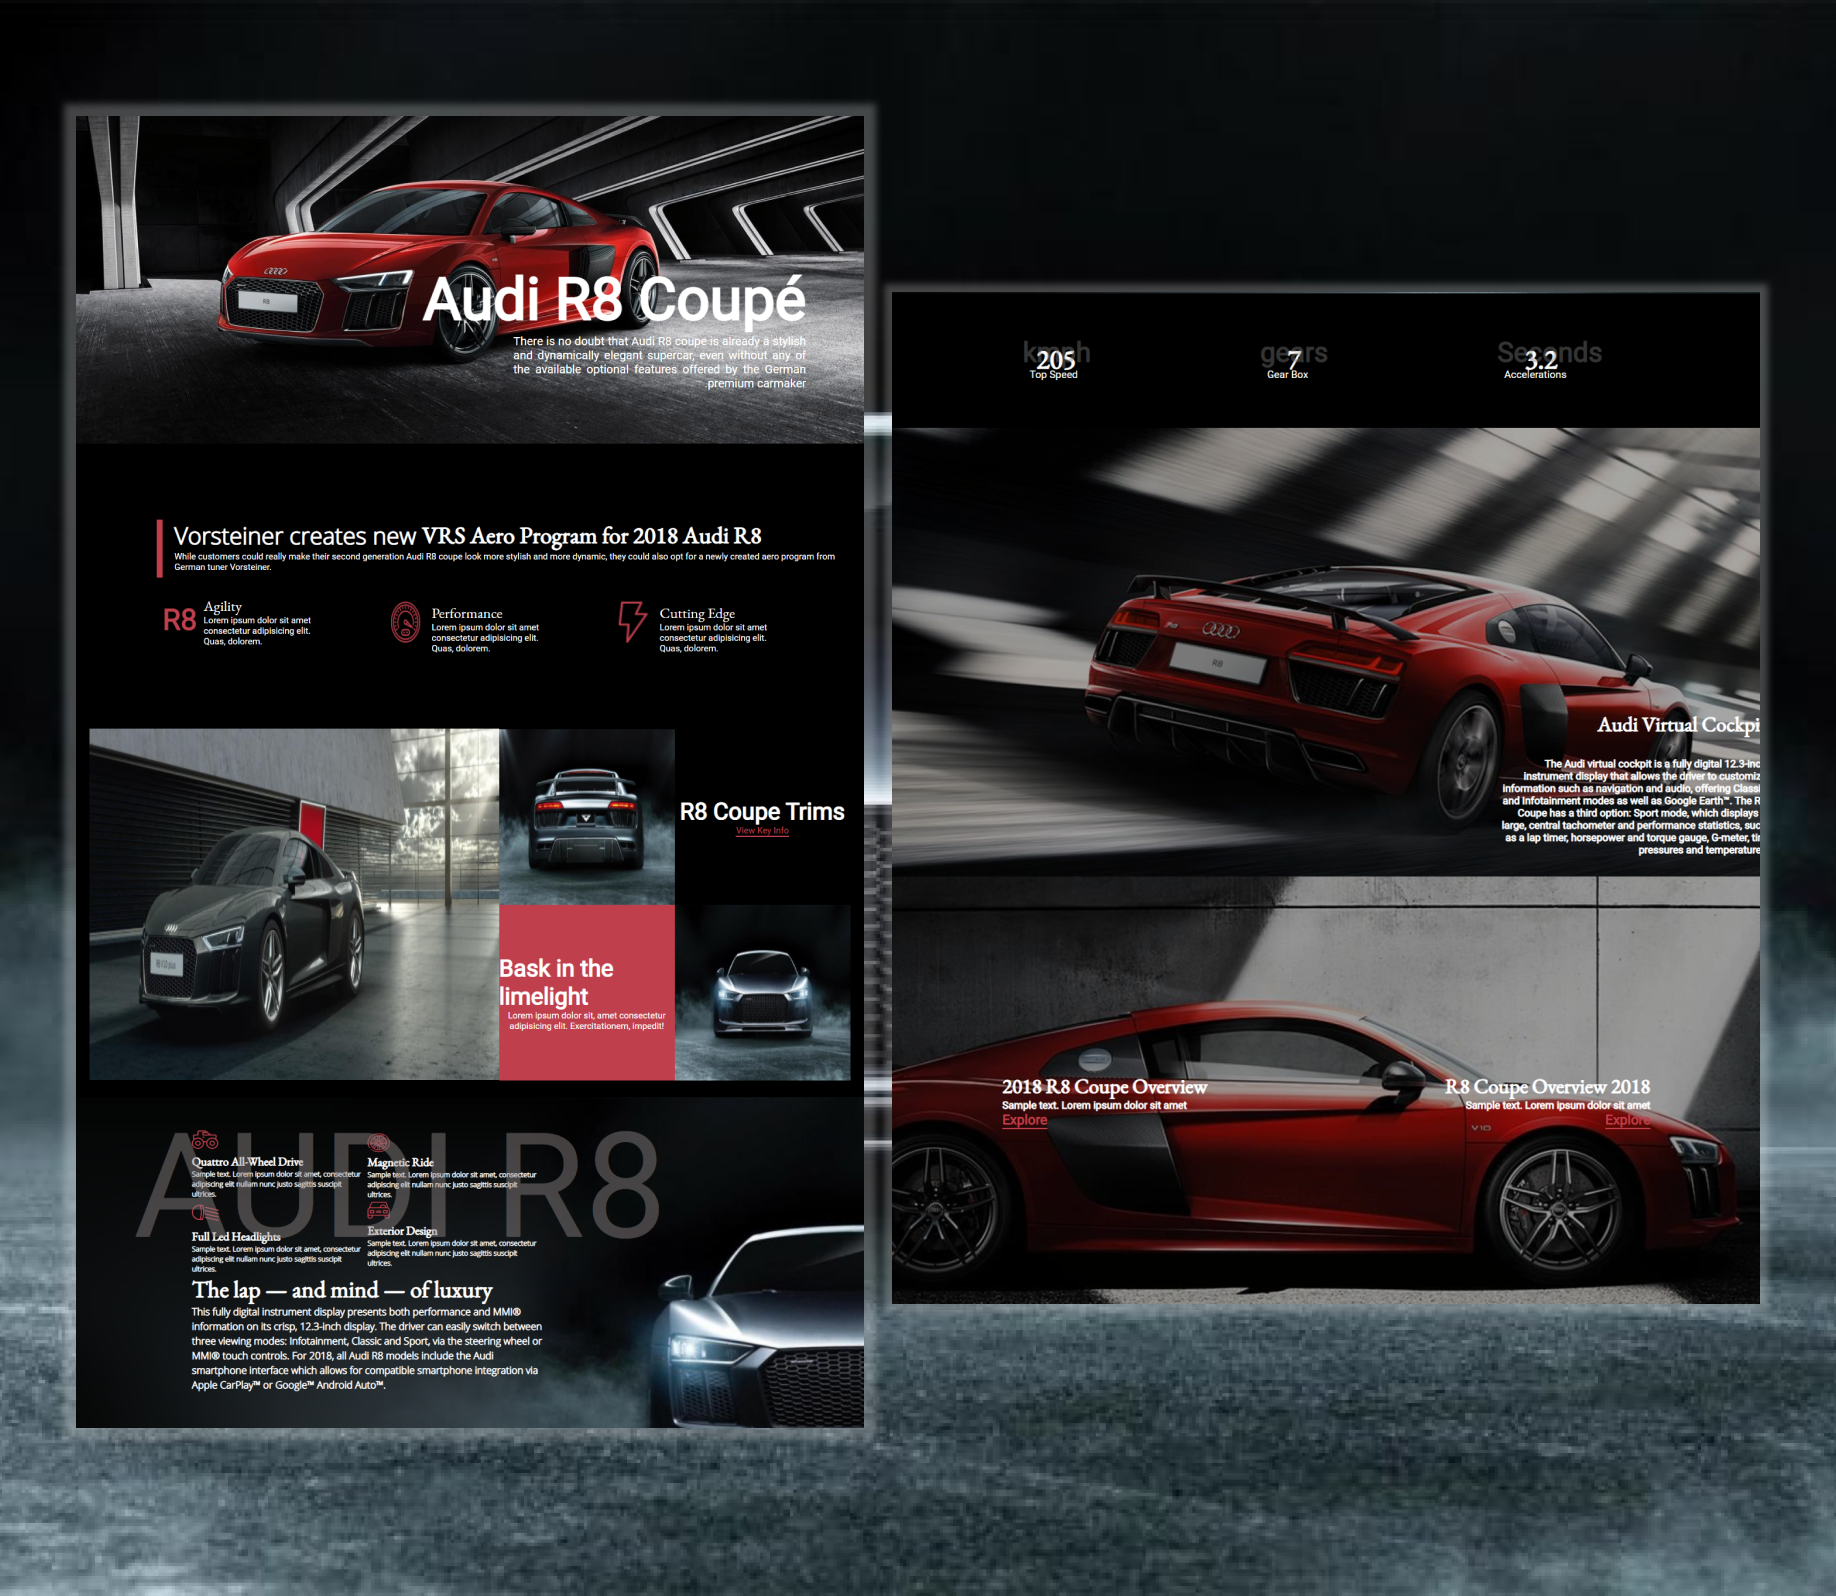 Audi R8 Coupé
There is no doubt that Audi R8 coupe is already a stylish
and dynamically elegant supercar, even without any of
the available optional features offered by the German
.premium carmaker
R8
Vorsteiner creates new VRS Aero Program for 2018 Audi R8
While customers could really make their second generation Audi R8 coupe look more stylish and more dynamic, they could also opt for a newly created aero program from
German tuner Vorsteiner.
R8
Agility
Lorem ipsum dolor sit amet
consectetur adipisicing elit.
Quas, dolorem.
Performance
Lorem ipsum dolor sit amet
consectetur adipisicing elit.
Quas, dolorem.
Cutting Edge
Lorem ipsum dolor sit amet
consectetur adipisicing elit.
Quas, dolorem.
R8 V10 plus
R8 Coupe Trims
View Key Info
Bask in the
limelight
Lorem ipsum dolor sit, amet consectetur
adipisicing elit. Exercitationem, impedit!
AUDI R8
Quattro All-Wheel Drive
Sample text. Lorem ipsum dolor sit amet, consectetur
adipiscing elit nullam nunc justo sagittis suscipit
ultrices.
Magnetic Ride
Sample text. Lorem ipsum dolor sit amet, consectetur
adipiscing elit nullam nunc justo sagittis suscipit
ultrices.
Full Led Headlights
Sample text. Lorem ipsum dolor sit amet, consectetur
adipiscing elit nullam nunc justo sagittis suscipit
ultrices.
Exterior Design
Sample text. Lorem ipsum dolor sit amet, consectetur
adipiscing elit nullam nunc justo sagittis suscipit
ultrices.
The lap — and mind — of luxury
This fully digital instrument display presents both performance and MMI®
information on its crisp, 12.3-inch display. The driver can easily switch between
three viewing modes: Infotainment, Classic and Sport, via the steering wheel or
MMI® touch controls. For 2018, all Audi R8 models include the Audi
smartphone interface which allows for compatible smartphone integration via
Apple CarPlay™ or Google™ Android Auto™.
kmph
205
Top Speed
gears
7
Gear Box
Seconds
3.2
Accelerations
R8
Audi Virtual Cockpi
The Audi virtual cockpit is a fully digital 12.3-inc
instrument display that allows the driver to customiz
information such as navigation and audio, offering Classi
and Infotainment modes as well as Google Earth™. The R
Coupe has a third option: Sport mode, which displays
large, central tachometer and performance statistics, suc
as a lap timer, horsepower and torque gauge, G-meter, tir
pressures and temperature
2018 R8 Coupe Overview
Sample text. Lorem ipsum dolor sit amet
Explore
R8 Coupe Overview 2018
Sample text. Lorem ipsum dolor sit amet
Explore
V10